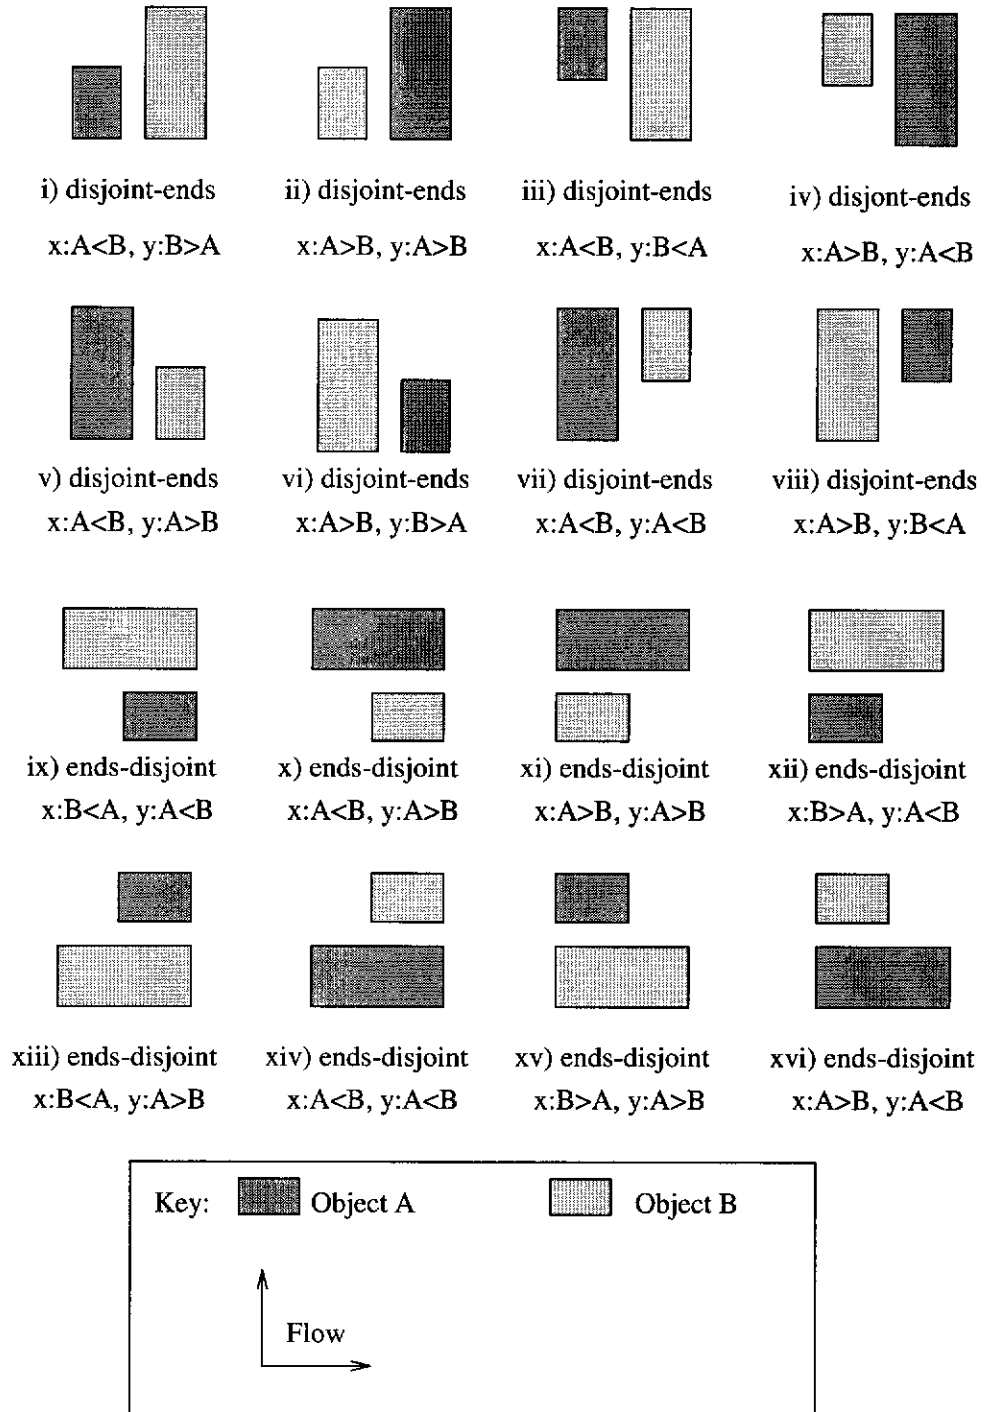 i) disjoint-ends ii) disjoint-ends iii) disjoint-ends iv) disjont-ends
x:A<B, y:B>A x:A>B, y:A>B x:A<B, y:B<A x:A>B, y:A<B
v) disjoint-ends vi) disjoint-ends vii) disjoint-ends viii) disjoint-ends
x:A<B, y:A>B x:A>B, y:B>A x:A<B, y:A<B x:A>B, y:B<A
ix) ends-disjoint x) ends-disjoint xi) ends-disjoint xii) ends-disjoint
x:B<A, y:A<B x:A<B, y:A>B x:A>B, y:A>B x:B>A, y:A<B
xiii) ends-disjoint xiv) ends-disjoint xv) ends-disjoint xvi) ends-disjoint
x:B<A, y:A>B x:A<B, y:A<B x:B>A, y:A>B x:A>B, y:A<B
Key: Object A Object B
Flow